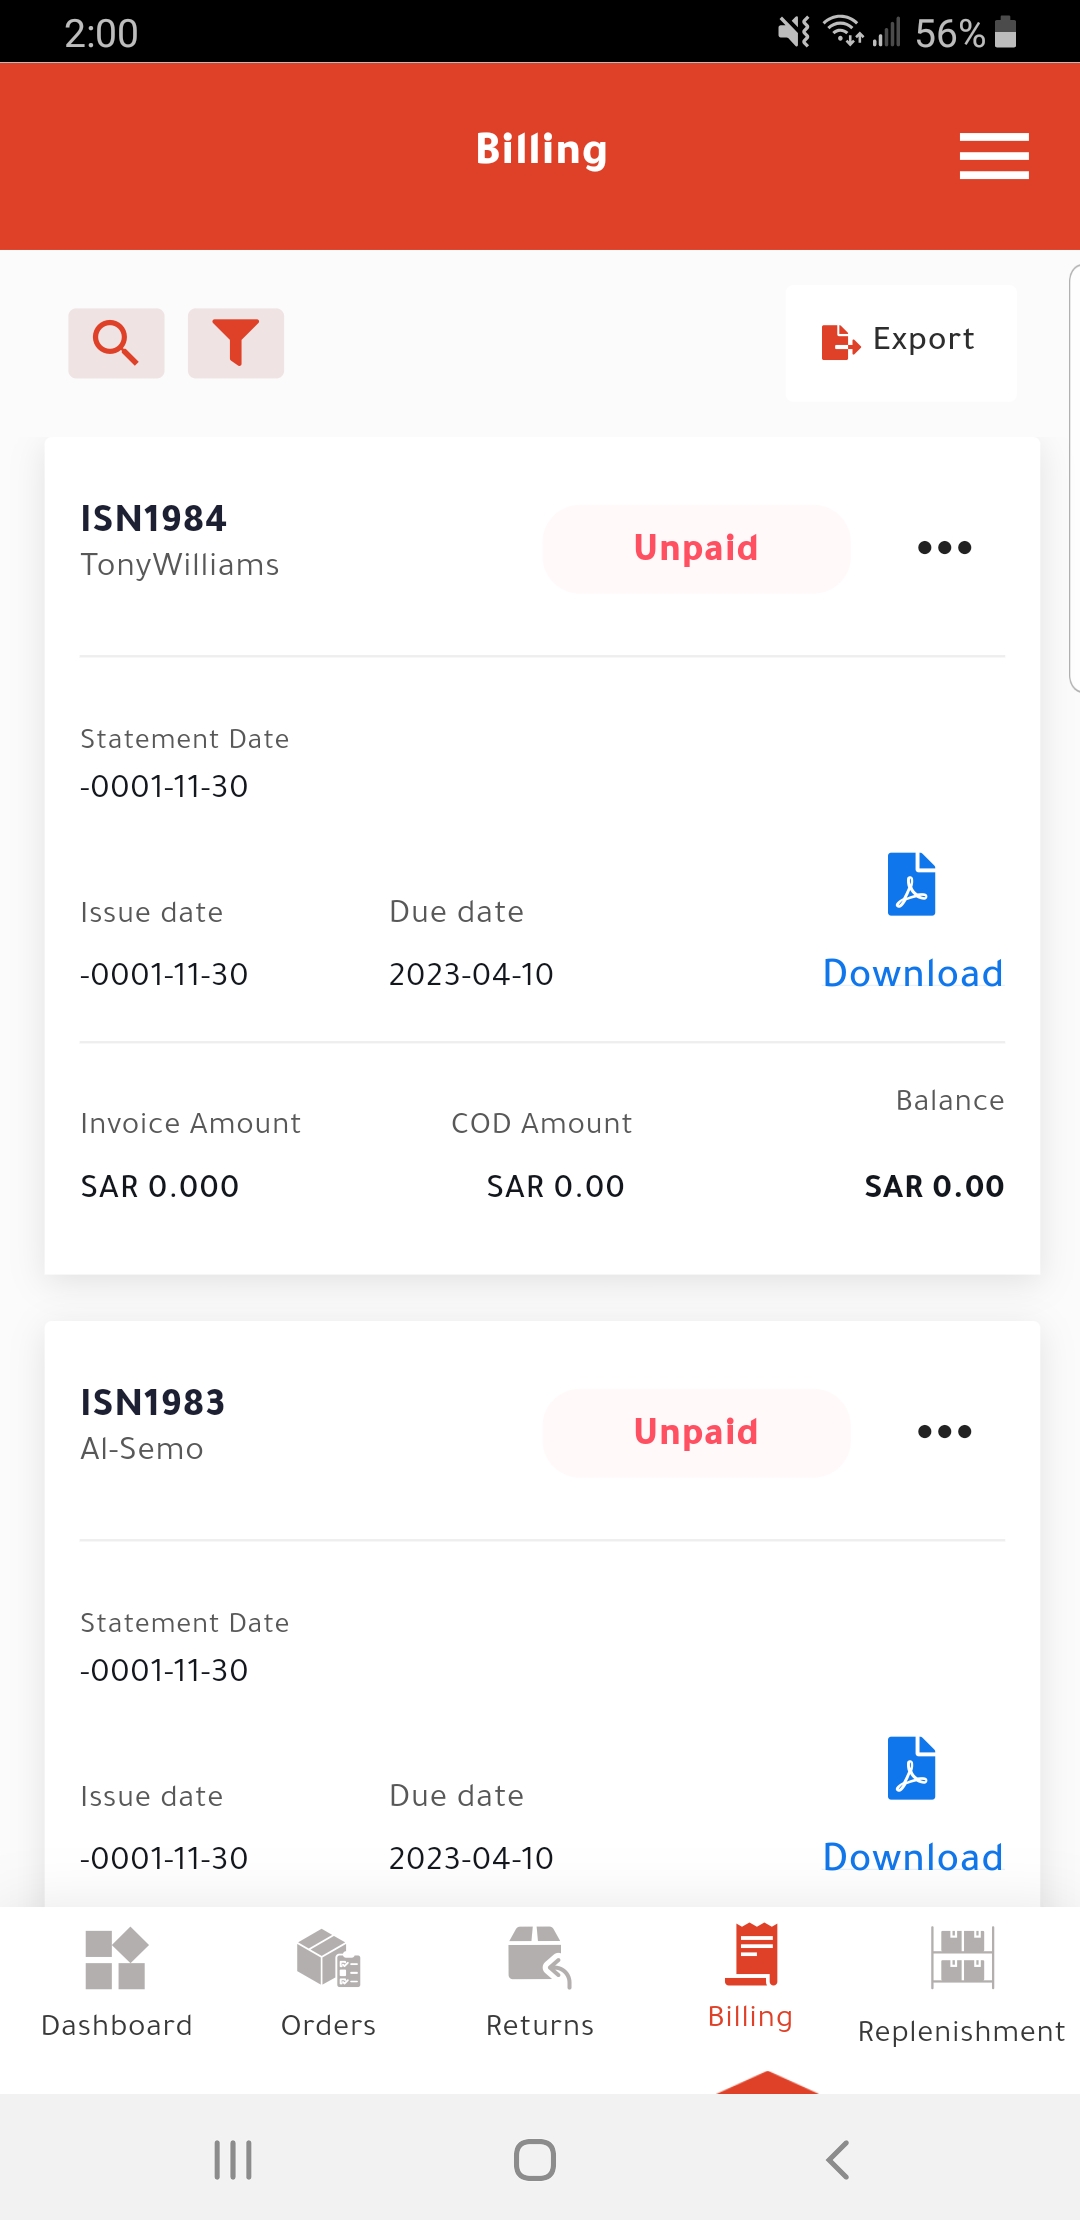 2:00
56%
Billing
Export
ISN1984
TonyWilliams
Unpaid
Statement Date
-0001-11-30
Issue date
Due date
-0001-11-30
2023-04-10
Download
Invoice Amount
COD Amount
Balance
SAR 0.000
SAR 0.00
SAR 0.00
ISN1983
Al-Semo
Unpaid
Statement Date
-0001-11-30
Issue date
Due date
-0001-11-30
2023-04-10
Download
Dashboard
Orders
Returns
Billing
Replenishment